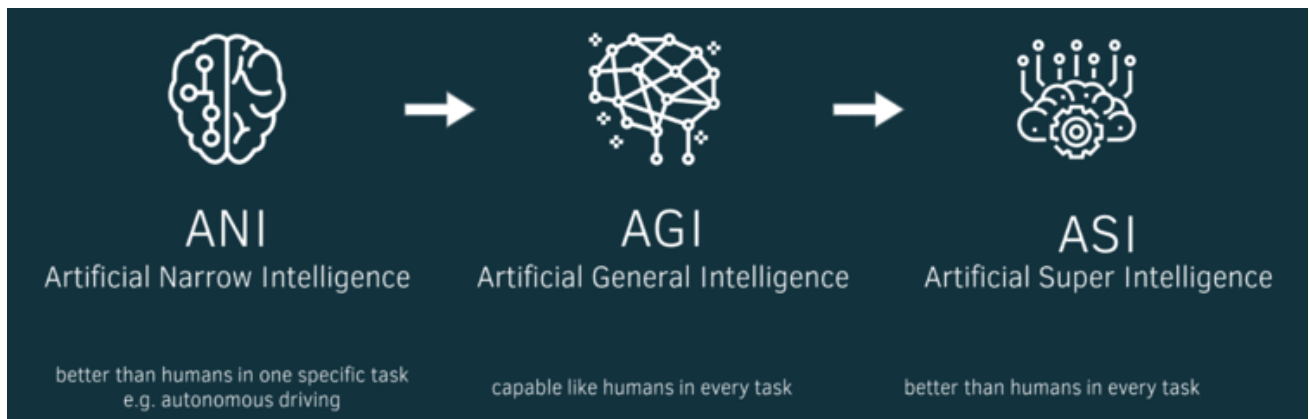 ANI
Artificial Narrow Intelligence
better than humans in one specific task
e.g. autonomous driving
AGI
Artificial General Intelligence
capable like humans in every task
ASI
Artificial Super Intelligence
better than humans in every task